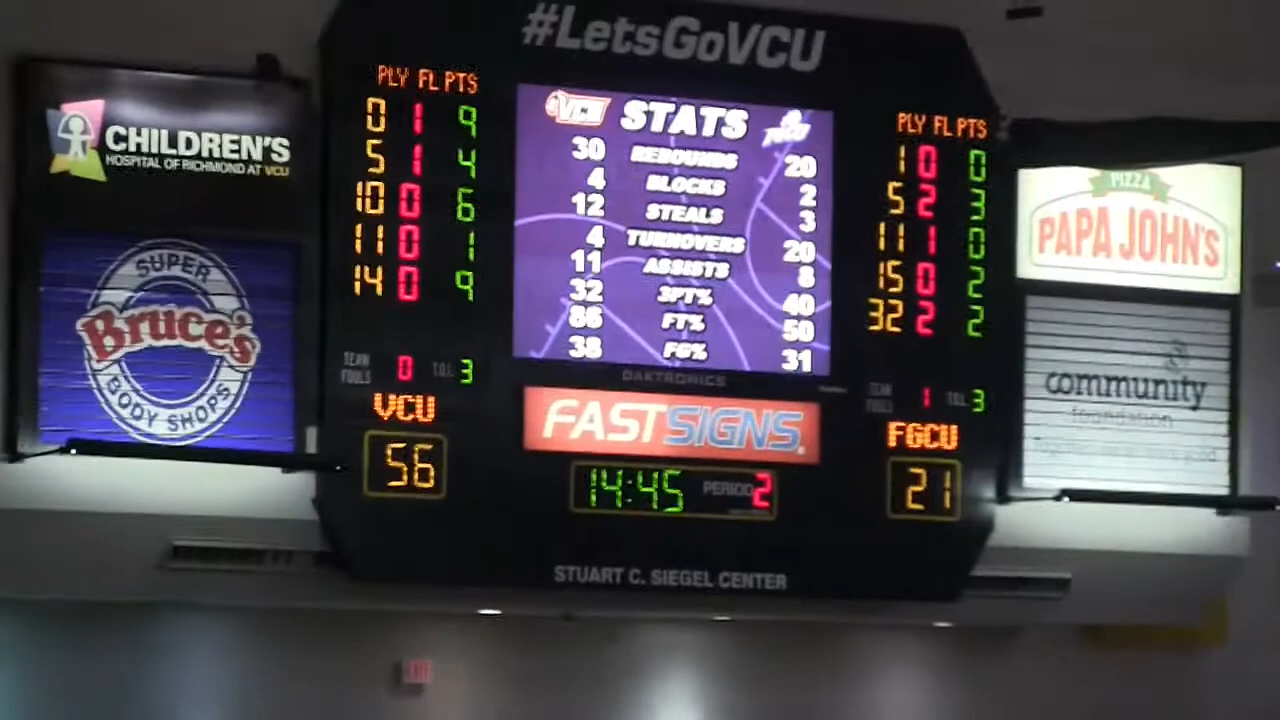 #LetsGoVCU
CHILDREN'S
HOSPITAL OF RICHMOND AT VCU
SUPER
Bruce's
BODY SHOPS
PLY FL PTS
0 1 9
5 1 4
10 0 6
11 0 1
14 0 9
TEAM FOULS 0 T.O.L. 3
VCU
56
VCU STATS FGCU
30 REBOUNDS 20
4 BLOCKS 2
12 STEALS 3
4 TURNOVERS 20
11 ASSISTS 8
32 3PT% 40
86 FT% 50
38 FG% 31
DAKTRONICS
FASTSIGNS.
14:45 PERIOD 2
PLY FL PTS
1 0 0
5 2 3
11 1 0
15 0 2
32 2 2
TEAM FOULS 1 T.O.L. 3
FGCU
21
STUART C. SIEGEL CENTER
PIZZA
PAPA JOHN'S
community
foundation
EXIT